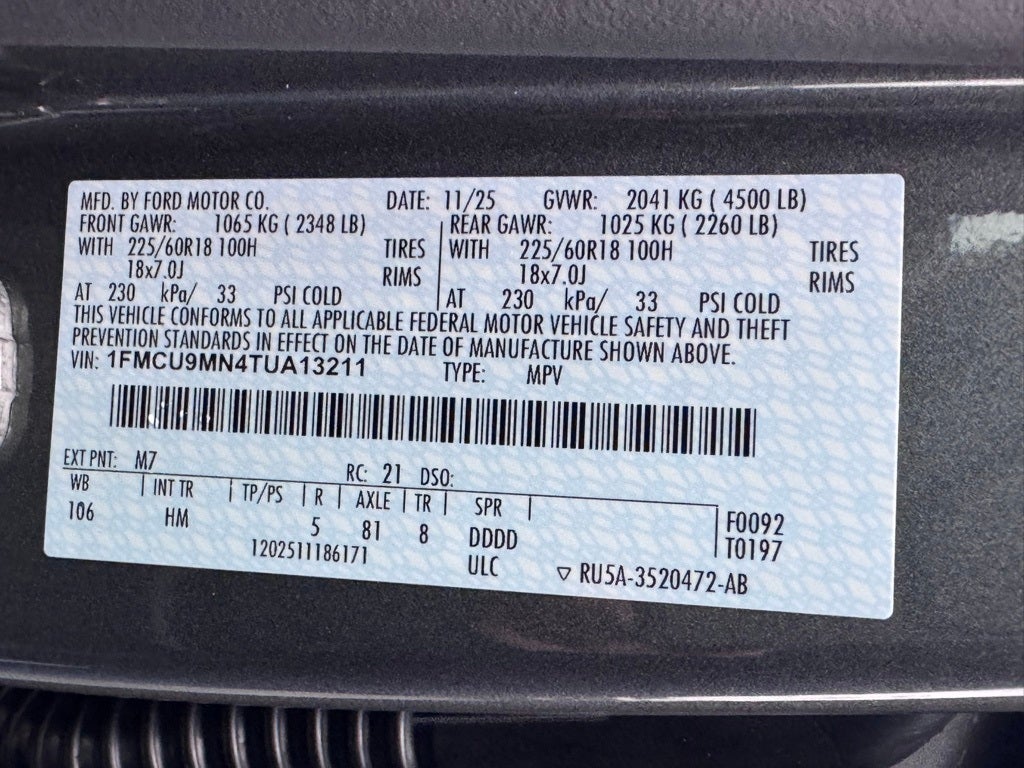 MFD. BY FORD MOTOR CO. DATE: 11/25 GVWR: 2041 KG ( 4500 LB)
FRONT GAWR: 1065 KG ( 2348 LB) REAR GAWR: 1025 KG ( 2260 LB)
WITH 225/60R18 100H TIRES WITH 225/60R18 100H TIRES
18x7.0J RIMS 18x7.0J RIMS
AT 230 kPa/ 33 PSI COLD AT 230 kPa/ 33 PSI COLD
THIS VEHICLE CONFORMS TO ALL APPLICABLE FEDERAL MOTOR VEHICLE SAFETY AND THEFT
PREVENTION STANDARDS IN EFFECT ON THE DATE OF MANUFACTURE SHOWN ABOVE.
VIN: 1FMCU9MN4TUA13211 TYPE: MPV
EXT PNT: M7 RC: 21 DSO:
WB INT TR TP/PS R AXLE TR SPR
106 HM 5 81 8 DDDD F0092
1202511186171 ULC T0197
▽ RU5A-3520472-AB